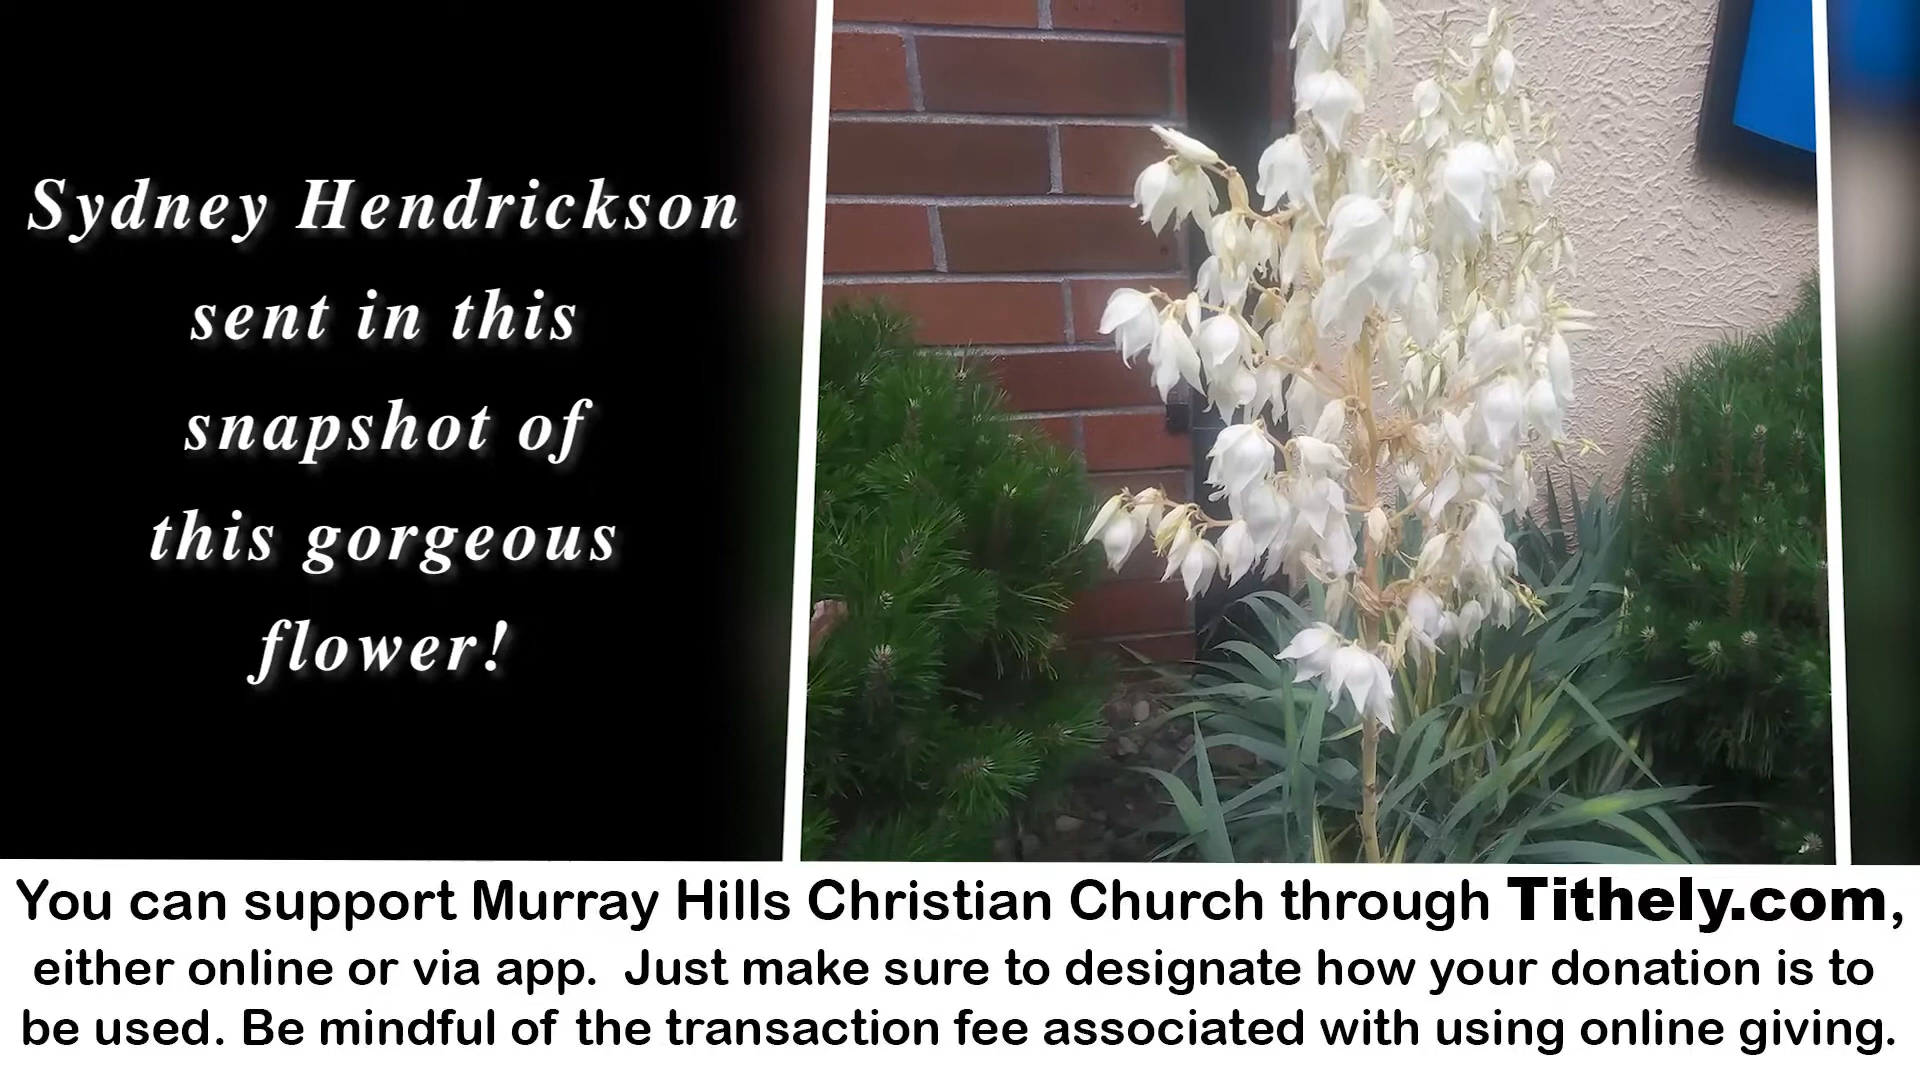 Sydney Hendrickson
sent in this
snapshot of
this gorgeous
flower!
You can support Murray Hills Christian Church through Tithely.com,
either online or via app.  Just make sure to designate how your donation is to
be used. Be mindful of the transaction fee associated with using online giving.